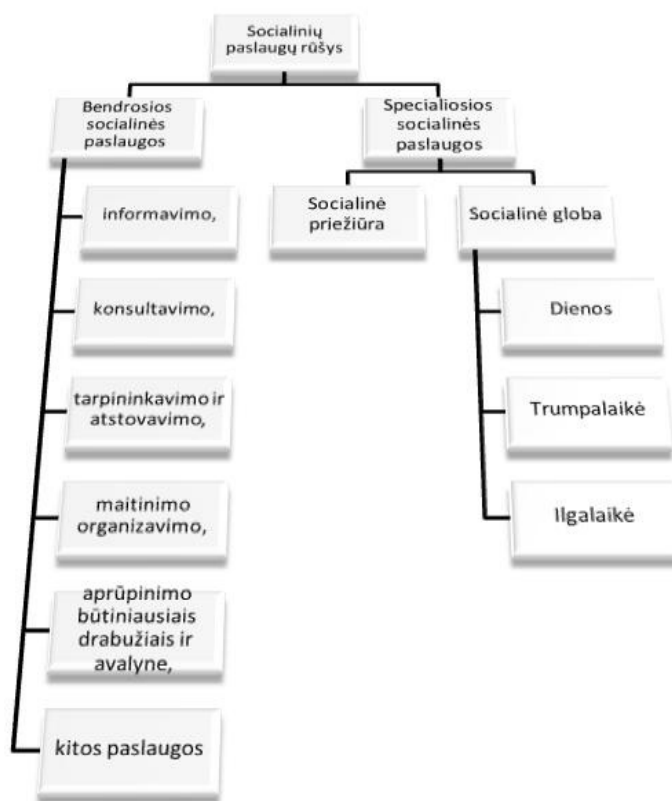 Socialinių
paslaugų rūšys
Bendrosios
socialinės
paslaugos
Specialiosios
socialinės
paslaugos
informavimo,
konsultavimo,
tarpininkavimo ir
atstovavimo,
maitinimo
organizavimo,
aprūpinimo
būtiniausiais
drabužiais ir
avalyne,
kitos paslaugos
Socialinė
priežiūra
Socialinė globa
Dienos
Trumpalaikė
Ilgalaikė